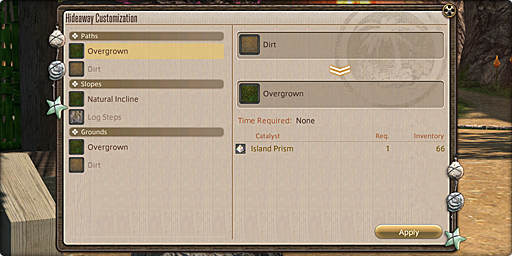 Hideaway Customization
Paths
Overgrown
Dirt
Slopes
Natural Incline
Log Steps
Grounds
Overgrown
Dirt
Dirt
Overgrown
Time Required: None
Catalyst Req. Inventory
Island Prism 1 66
Apply